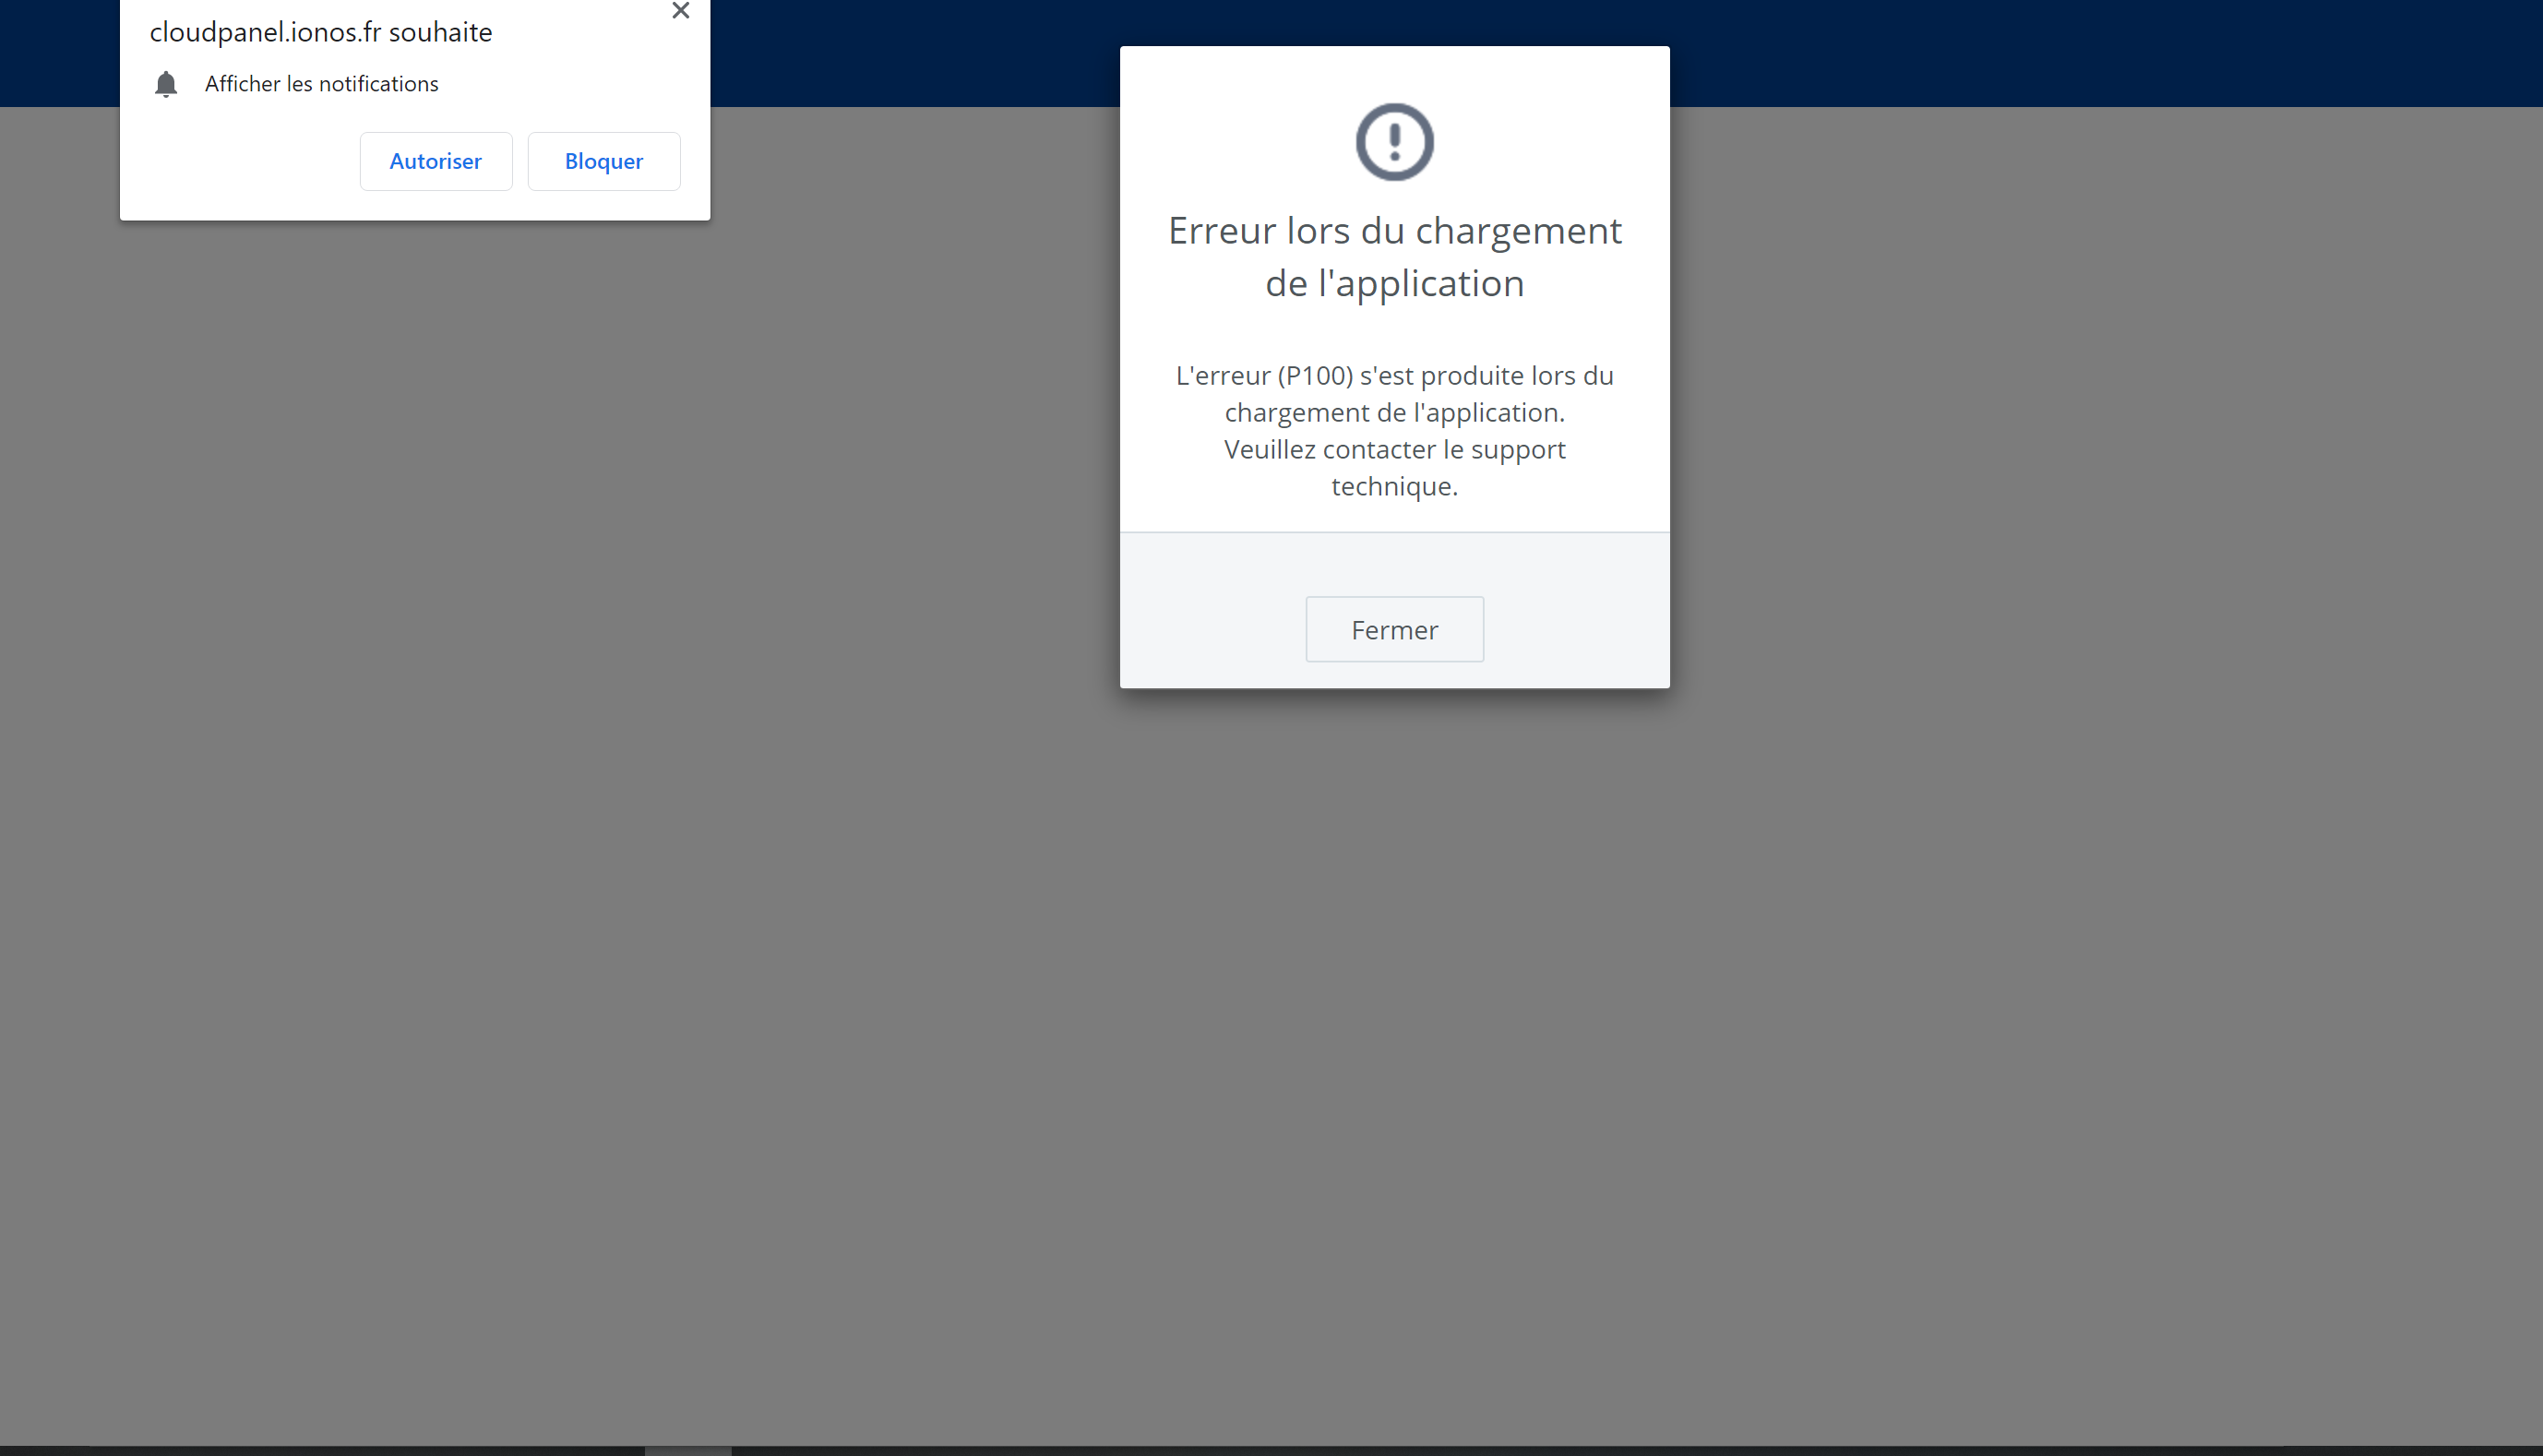 cloudpanel.ionos.fr souhaite
Afficher les notifications
Autoriser
Bloquer
Erreur lors du chargement
de l'application
L'erreur (P100) s'est produite lors du
chargement de l'application.
Veuillez contacter le support
technique.
Fermer